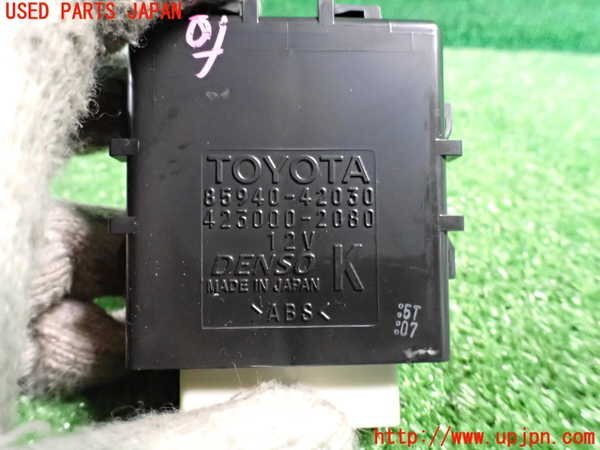 USED PARTS JAPAN
TOYOTA
85940-42030
423000-2080
12V
DENSO K
MADE IN JAPAN
>ABS<
:5T
:07
http://www.upjpn.com